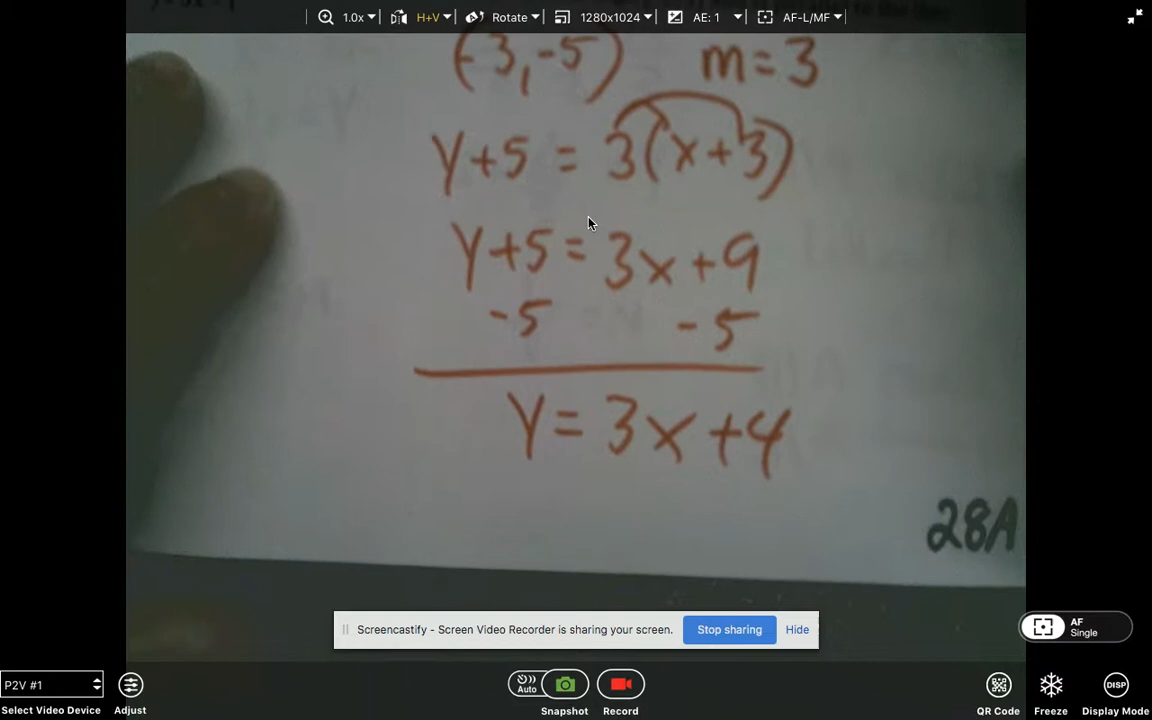 1.0x H+V Rotate 1280x1024 AE: 1 AF-L/MF
(-3,-5) m=3
y+5 = 3(x+3)
y+5=3x+9
-5 -5
y=3x+4
28A
Screencastify - Screen Video Recorder is sharing your screen. Stop sharing Hide
AF
Single
P2V #1
Auto
DISP
Select Video Device Adjust Snapshot Record QR Code Freeze Display Mode